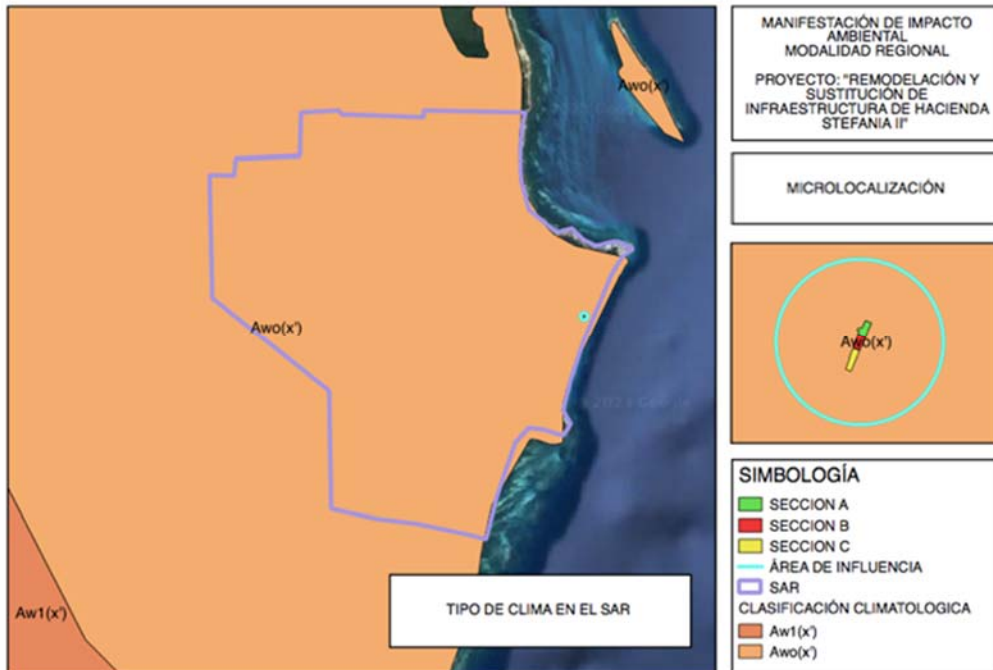 MANIFESTACIÓN DE IMPACTO
AMBIENTAL
MODALIDAD REGIONAL
PROYECTO: "REMODELACIÓN Y
SUSTITUCIÓN DE
INFRAESTRUCTURA DE HACIENDA
STEFANIA II"
MICROLOCALIZACIÓN
Awo(x')
Awo(x')
Awo(x')
Aw1(x')
TIPO DE CLIMA EN EL SAR
SIMBOLOGÍA
SECCION A
SECCION B
SECCION C
ÁREA DE INFLUENCIA
SAR
CLASIFICACIÓN CLIMATOLOGICA
Aw1(x')
Awo(x')